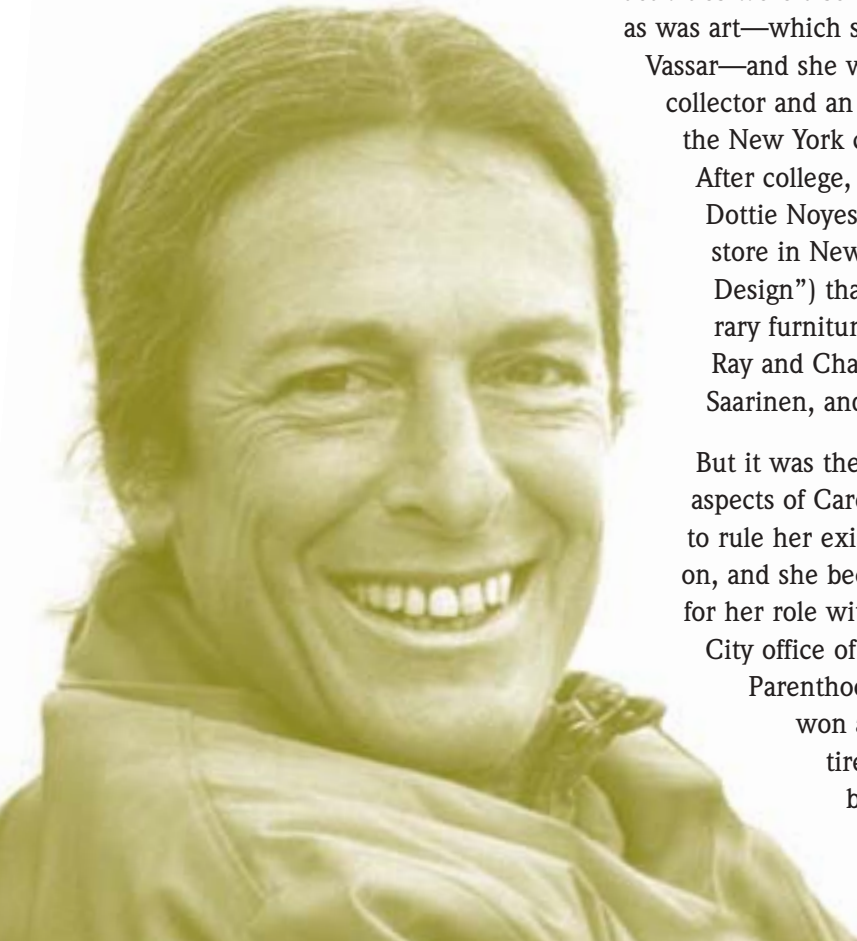 as was art—which s
Vassar—and she v
collector and an
the New York c
After college,
Dottie Noyes
store in New
Design”) tha
rary furnitur
Ray and Cha
Saarinen, and
But it was the
aspects of Car
to rule her exi
on, and she bec
for her role wi
City office of
Parenthoo
won a
tire
b